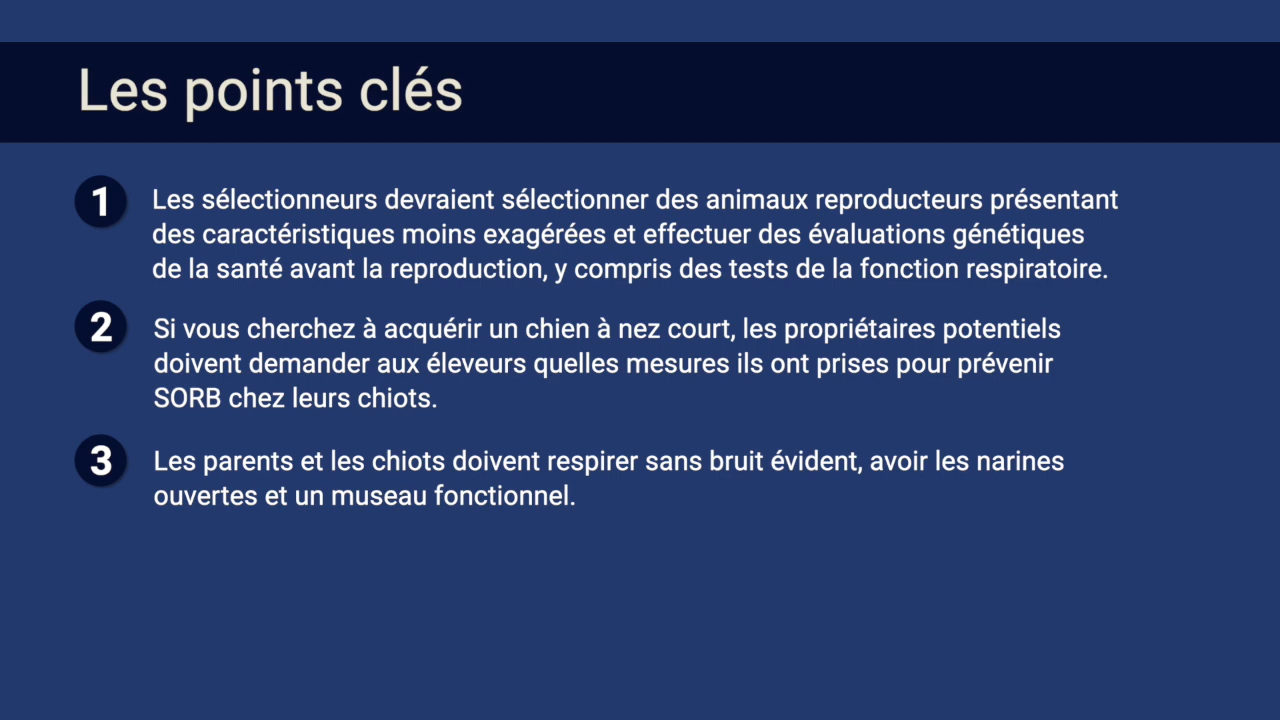 Les points clés
1 Les sélectionneurs devraient sélectionner des animaux reproducteurs présentant
des caractéristiques moins exagérées et effectuer des évaluations génétiques
de la santé avant la reproduction, y compris des tests de la fonction respiratoire.
2 Si vous cherchez à acquérir un chien à nez court, les propriétaires potentiels
doivent demander aux éleveurs quelles mesures ils ont prises pour prévenir
SORB chez leurs chiots.
3 Les parents et les chiots doivent respirer sans bruit évident, avoir les narines
ouvertes et un museau fonctionnel.